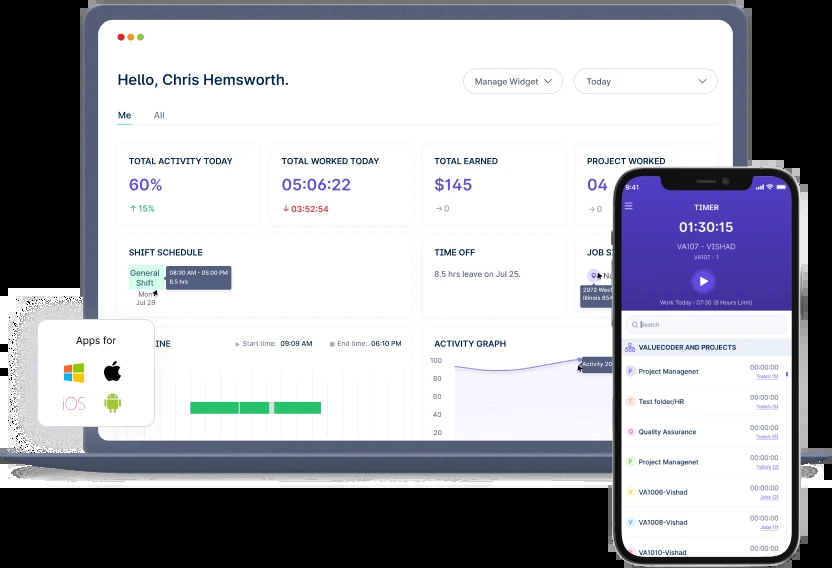 Hello, Chris Hemsworth.
Manage Widget
Today
Me
All
TOTAL ACTIVITY TODAY
60%
↑ 15%
TOTAL WORKED TODAY
05:06:22
↓ 03:52:54
TOTAL EARNED
$145
→ 0
PROJECT WORKED
04
→ 0
SHIFT SCHEDULE
General
Shift
08:30 AM - 05:00 PM
8.5 hrs
Mon,
Jul 28
TIME OFF
8.5 hrs leave on Jul 25.
JOB S
No
2972 West
Illinois 854
INE
Start time: 09:09 AM
End time: 06:10 PM
ACTIVITY GRAPH
100
80
60
40
20
Activity 20
Apps for
iOS
9:41
TIMER
01:30:15
VA107 - VISHAD
VA107 - 1
Work Today : 07:30 (8 Hours Limit)
Search
VALUECODER AND PROJECTS
P Project Managenet 00:00:00
Todo's (5)
T Test folder/HR 00:00:00
Todo's (6)
Q Quality Assurance 00:00:00
Todo's (5)
P Project Managenet 00:00:00
ToDo's (2)
V VA1006-Vishad 00:00:00
Jobs (2)
V VA1008-Vishad 00:00:00
Jobs (1)
VA1010-Vishad 00:00:00